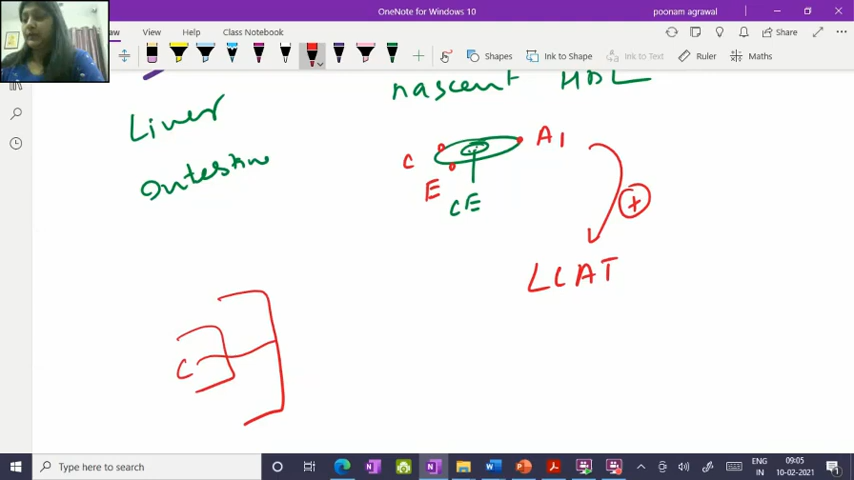 OneNote for Windows 10
poonam agrawal
aw
View
Help
Class Notebook
Shapes
Ink to Shape
Ink to Text
Ruler
Maths
Share
nascent HDL
Liver
Intestine
A1
C
E
CE
+
LCAT
C
Type here to search
ENG
IN
09:05
10-02-2021
1